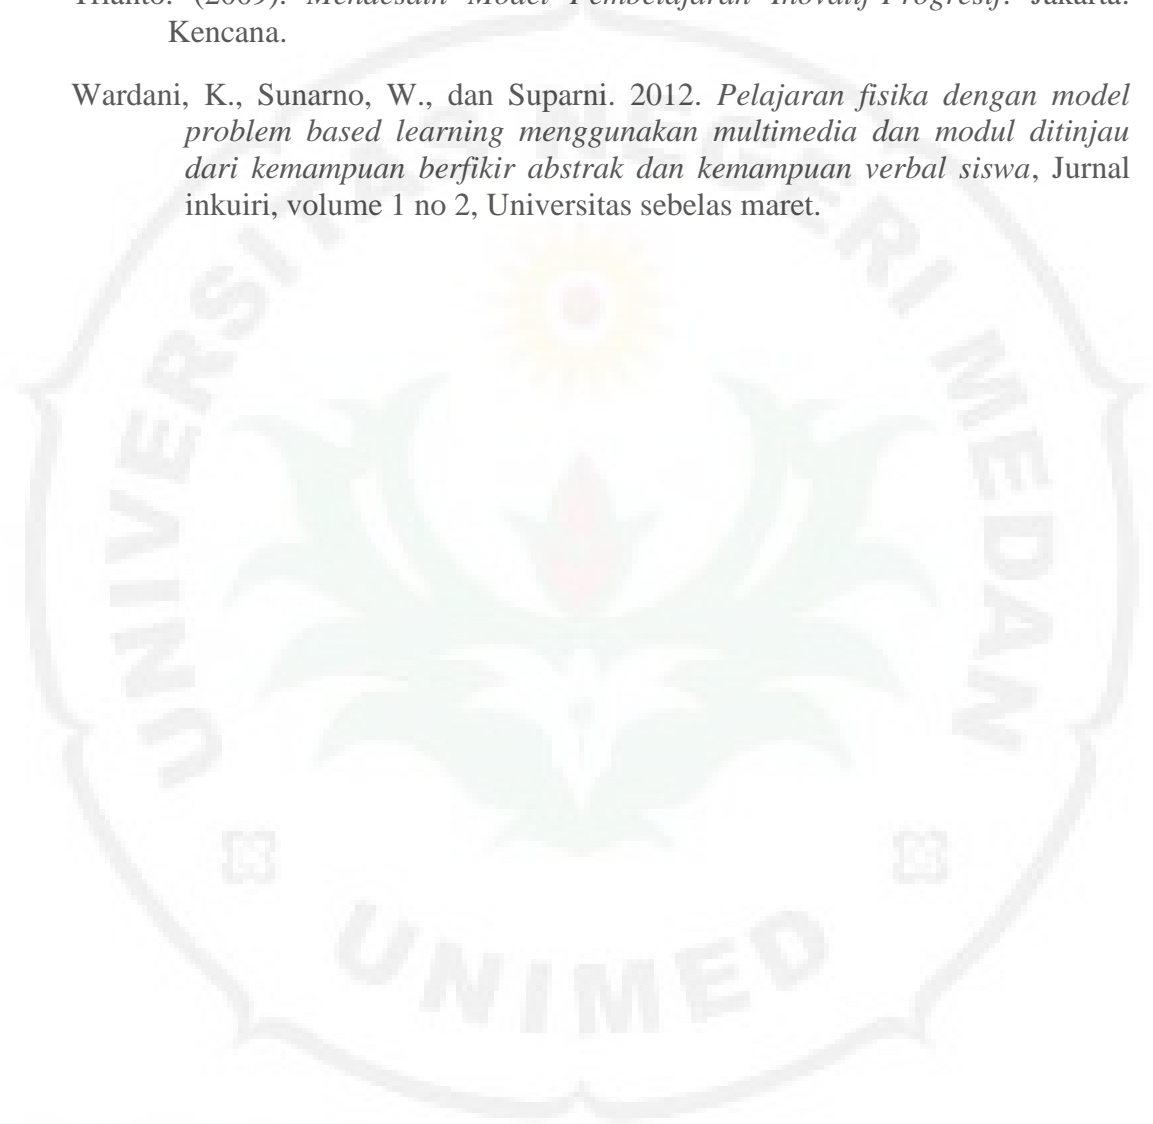 Trianto. (2009). Mendesain Model Pembelajaran Inovatif-Progresif. Jakarta:
Kencana.
Wardani, K., Sunarno, W., dan Suparni. 2012. Pelajaran fisika dengan model
problem based learning menggunakan multimedia dan modul ditinjau
dari kemampuan berfikir abstrak dan kemampuan verbal siswa, Jurnal
inkuiri, volume 1 no 2, Universitas sebelas maret.
UNIVERSITAS NEGERI MEDAN
UNIMED